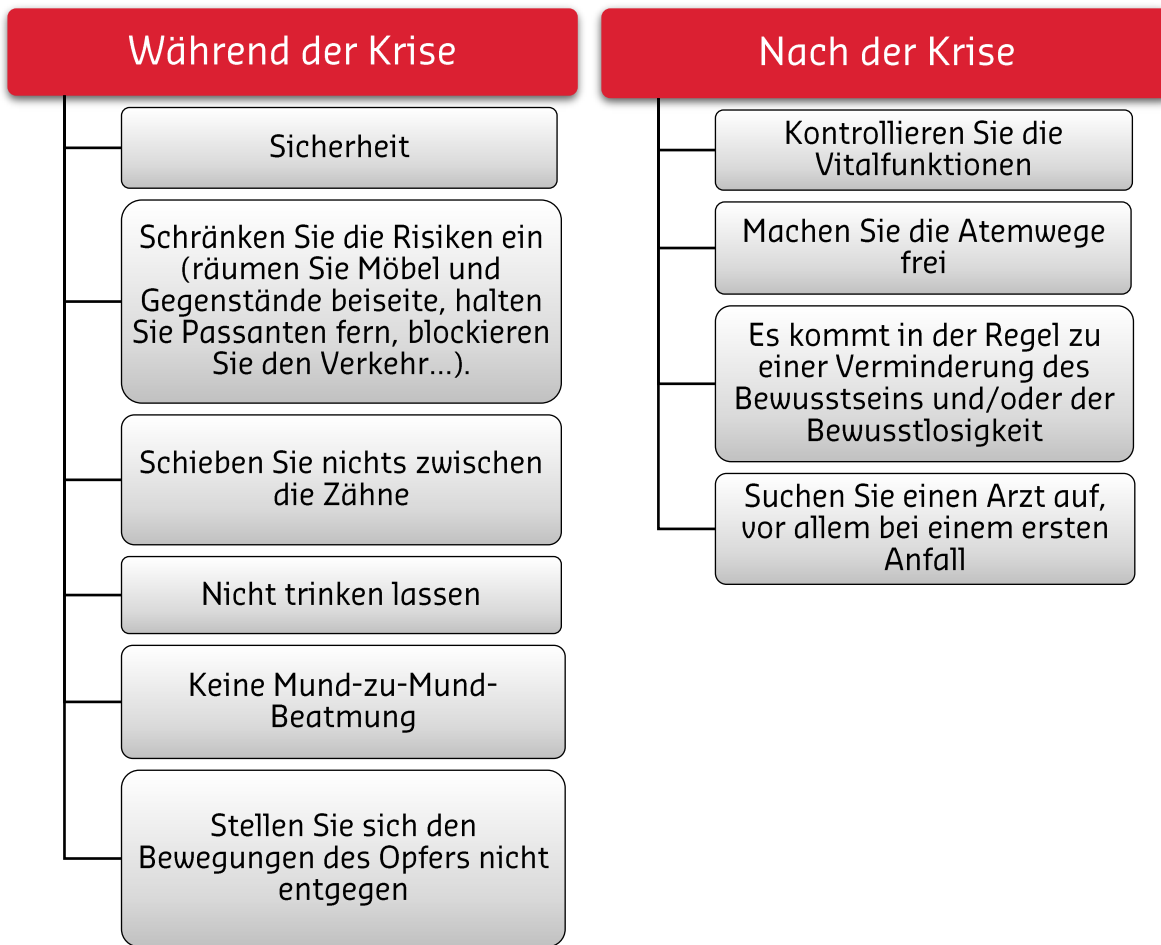 Während der Krise
Sicherheit
Schränken Sie die Risiken ein
(räumen Sie Möbel und
Gegenstände beiseite, halten
Sie Passanten fern, blockieren
Sie den Verkehr...).
Schieben Sie nichts zwischen
die Zähne
Nicht trinken lassen
Keine Mund-zu-Mund-
Beatmung
Stellen Sie sich den
Bewegungen des Opfers nicht
entgegen
Nach der Krise
Kontrollieren Sie die
Vitalfunktionen
Machen Sie die Atemwege
frei
Es kommt in der Regel zu
einer Verminderung des
Bewusstseins und/oder der
Bewusstlosigkeit
Suchen Sie einen Arzt auf,
vor allem bei einem ersten
Anfall